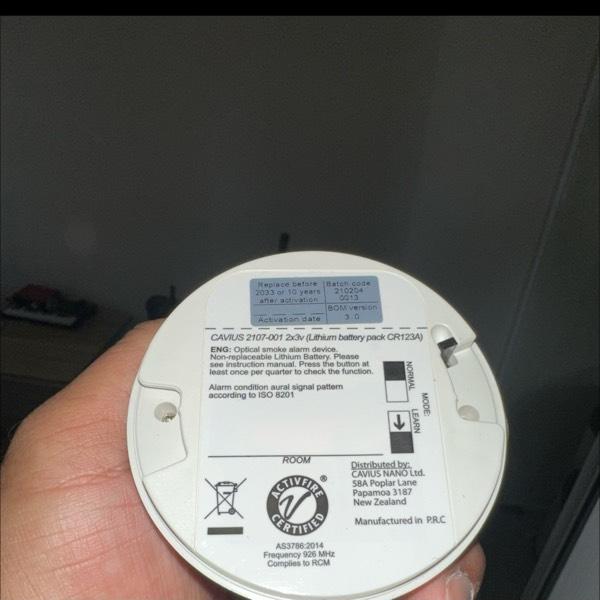 Replace before
2033 or 10 years
after activation
Activation date
Batch code
210204
0013
BOM version
3.0
CAVIUS 2107-001 2x3v (Lithium battery pack CR123A)
ENG: Optical smoke alarm device.
Non-replaceable Lithium Battery. Please
see instruction manual. Press the button at
least once per quarter to check the function.
Alarm condition aural signal pattern
according to ISO 8201
MODE:
NORMAL
LEARN
ROOM
ACTIVFIRE®
CERTIFIED
AS3786:2014
Frequency 926 MHz
Complies to RCM
Distributed by:
CAVIUS NANO Ltd.
58A Poplar Lane
Papamoa 3187
New Zealand
Manufactured in P.R.C